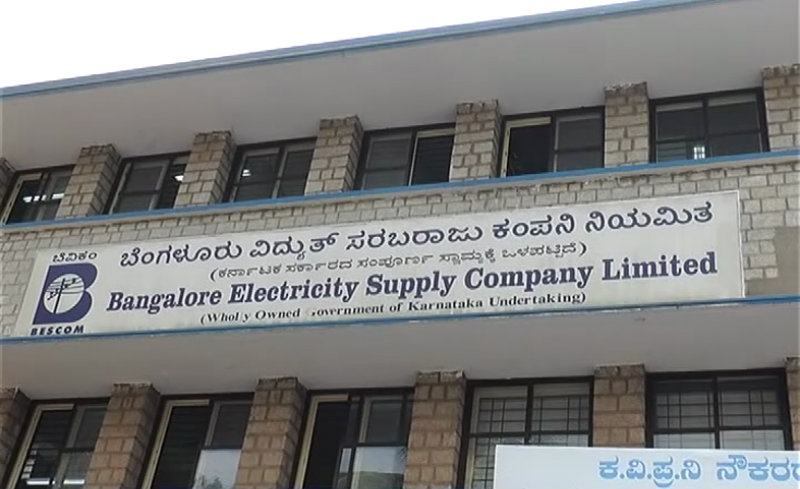 ಬೆವಿಕಂ
BESCOM
ಬೆಂಗಳೂರು ವಿದ್ಯುತ್ ಸರಬರಾಜು ಕಂಪನಿ ನಿಯಮಿತ
(ಕರ್ನಾಟಕ ಸರ್ಕಾರದ ಸಂಪೂರ್ಣ ಸ್ವಾಮ್ಯಕ್ಕೆ ಒಳಪಟ್ಟಿದೆ)
Bangalore Electricity Supply Company Limited
(Wholly Owned Government of Karnataka Undertaking)
ಕ.ವಿ.ಪ್ರ.ನಿ ನೌಕರರ